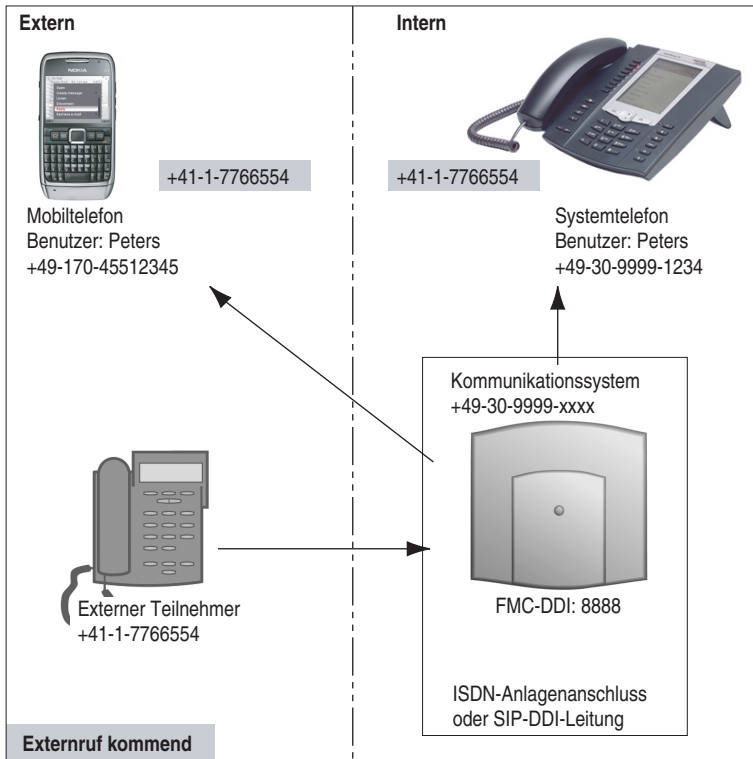 Extern
Intern
NOKIA
+41-1-7766554
+41-1-7766554
Mobiltelefon
Benutzer: Peters
+49-170-45512345
Systemtelefon
Benutzer: Peters
+49-30-9999-1234
Kommunikationssystem
+49-30-9999-xxxx
FMC-DDI: 8888
Externer Teilnehmer
+41-1-7766554
ISDN-Anlagenanschluss
oder SIP-DDI-Leitung
Externruf kommend